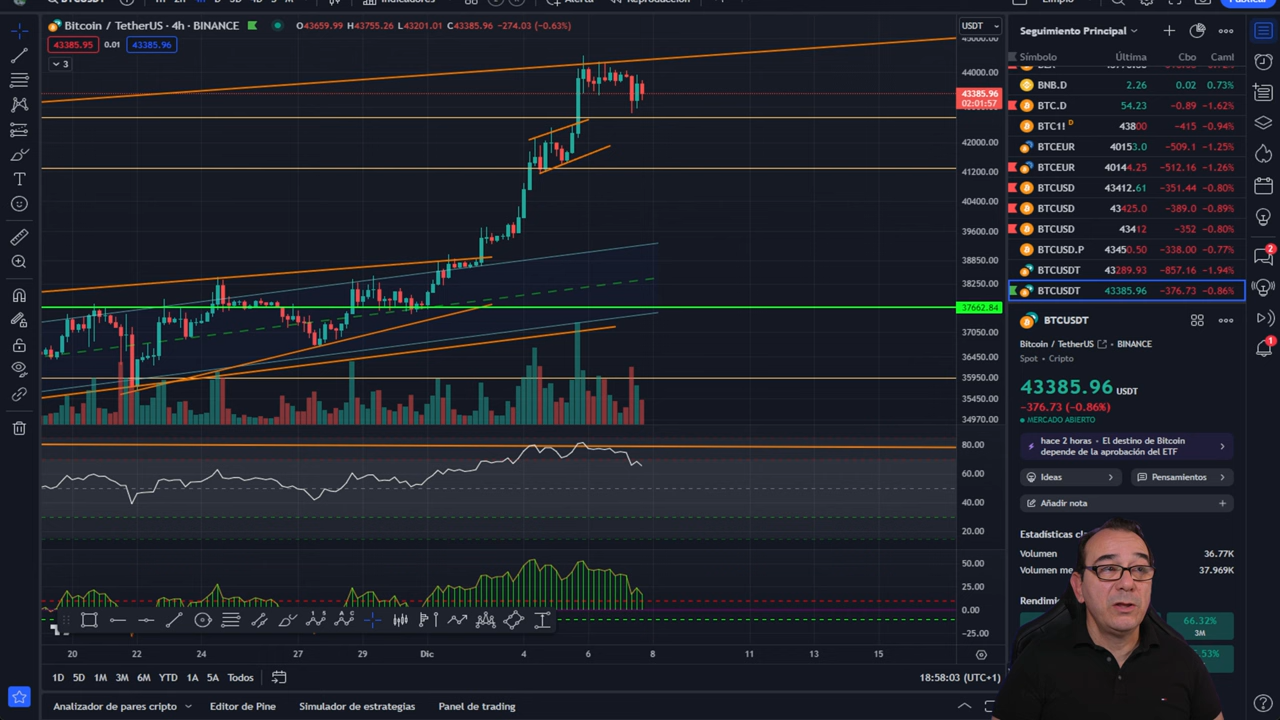 Indicadores
Alerta
Reproducción
Publicar
Bitcoin / TetherUS · 4h · BINANCE
O43659.99 H43755.26 L43201.01 C43385.96 −274.03 (−0.63%)
43385.95 0.01 43385.96
3
USDT
45000.00
44000.00
43385.96
02:01:57
42000.00
41200.00
40400.00
39600.00
38850.00
38250.00
37662.84
37050.00
36450.00
35950.00
35450.00
34970.00
80.00
60.00
40.00
20.00
50.00
25.00
0.00
−25.00
20 22 24 27 29 Dic 4 6 8 11 13 15
1D 5D 1M 3M 6M YTD 1A 5A Todos
18:58:03 (UTC+1)
Analizador de pares cripto
Editor de Pine
Simulador de estrategias
Panel de trading
Seguimiento Principal
Símbolo Última Cbo Caml
BNB.D 2.26 0.02 0.73%
BTC.D 54.23 −0.89 −1.62%
BTC1! D 43800 −415 −0.94%
BTCEUR 40153.0 −509.1 −1.25%
BTCEUR 40144.25 −512.16 −1.26%
BTCUSD 43412.61 −351.44 −0.80%
BTCUSD 43425.0 −389.0 −0.89%
BTCUSD 43412 −352 −0.80%
BTCUSD.P 43450.50 −338.00 −0.77%
BTCUSDT 43289.93 −857.16 −1.94%
BTCUSDT 43385.96 −376.73 −0.86%
BTCUSDT
Bitcoin / TetherUS · BINANCE
Spot • Cripto
43385.96 USDT
−376.73 (−0.86%)
MERCADO ABIERTO
hace 2 horas • El destino de Bitcoin
depende de la aprobación del ETF
Ideas
Pensamientos
Añadir nota
Estadísticas
Volumen 36.77K
Volumen 37.969K
66.32%
3M
2
1